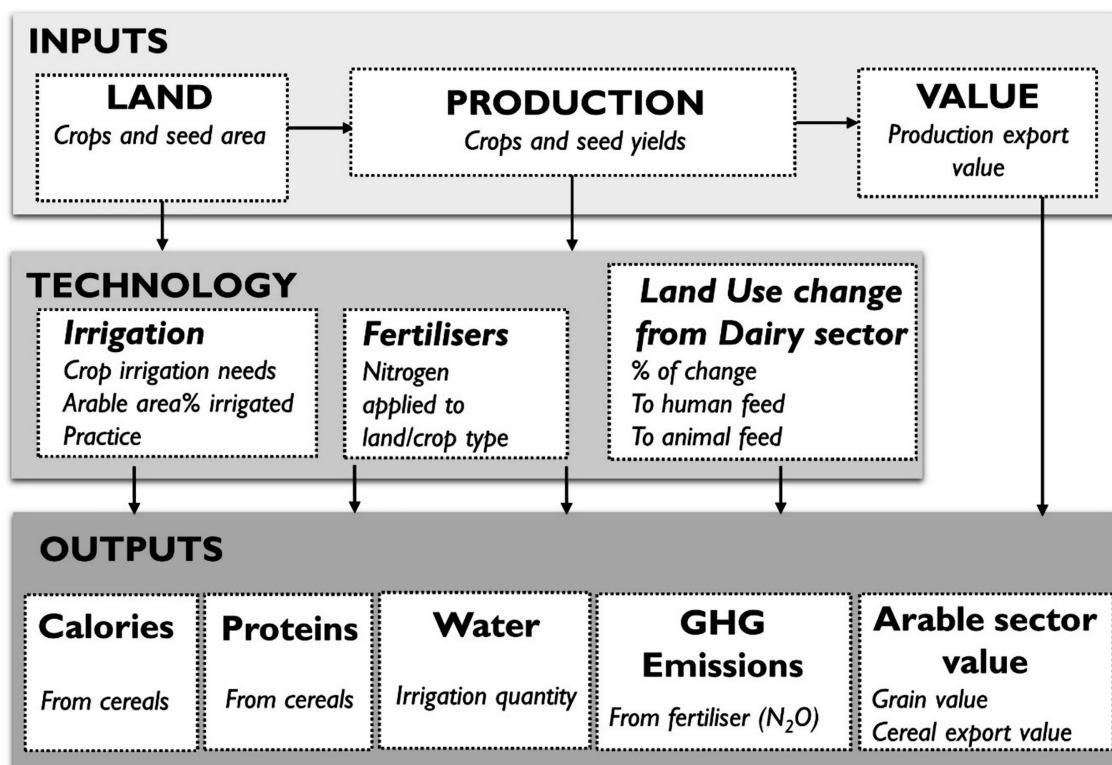 INPUTS
LAND
Crops and seed area
PRODUCTION
Crops and seed yields
VALUE
Production export
value
TECHNOLOGY
Irrigation
Crop irrigation needs
Arable area% irrigated
Practice
Fertilisers
Nitrogen
applied to
land/crop type
Land Use change
from Dairy sector
% of change
To human feed
To animal feed
OUTPUTS
Calories
From cereals
Proteins
From cereals
Water
Irrigation quantity
GHG
Emissions
From fertiliser (N₂O)
Arable sector
value
Grain value
Cereal export value